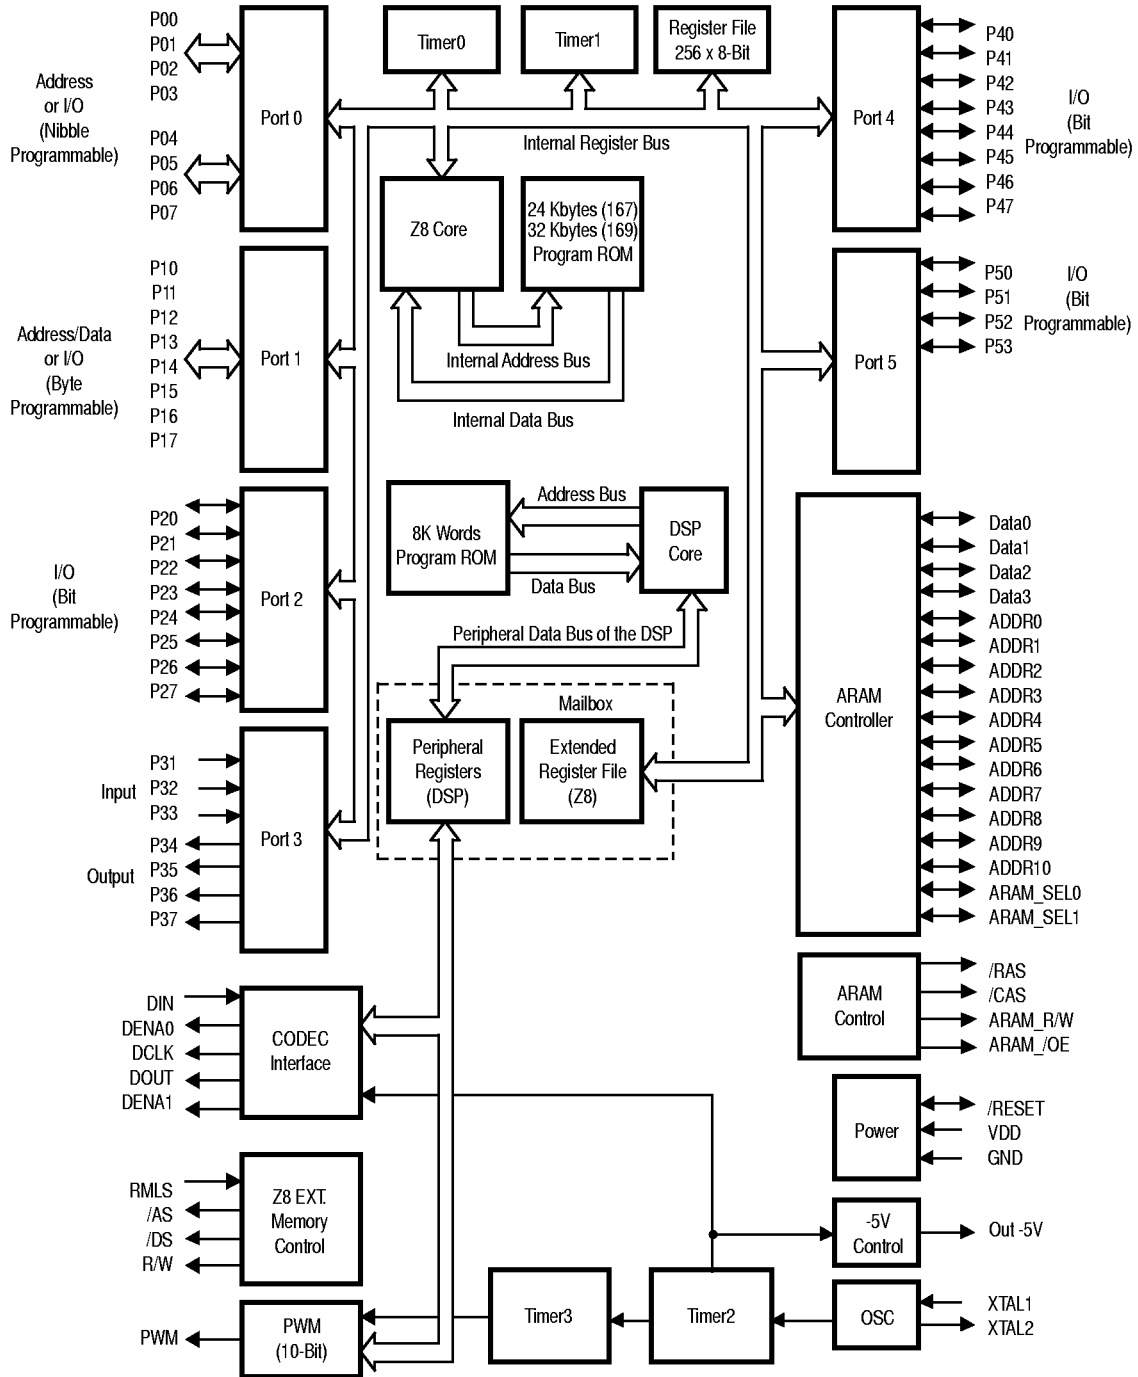 P00
P01
P02
P03
Address
or I/O
(Nibble
Programmable)
P04
P05
P06
P07
Port 0
Timer0
Timer1
Register File
256 x 8-Bit
Internal Register Bus
Port 4
P40
P41
P42
P43
P44
P45
P46
P47
I/O
(Bit
Programmable)
Z8 Core
24 Kbytes (167)
32 Kbytes (169)
Program ROM
Internal Address Bus
Internal Data Bus
P10
P11
P12
P13
P14
P15
P16
P17
Address/Data
or I/O
(Byte
Programmable)
Port 1
Port 5
P50
P51
P52
P53
I/O
(Bit
Programmable)
I/O
(Bit
Programmable)
P20
P21
P22
P23
P24
P25
P26
P27
Port 2
8K Words
Program ROM
Address Bus
Data Bus
DSP
Core
Peripheral Data Bus of the DSP
Mailbox
Peripheral
Registers
(DSP)
Extended
Register File
(Z8)
ARAM
Controller
Data0
Data1
Data2
Data3
ADDR0
ADDR1
ADDR2
ADDR3
ADDR4
ADDR5
ADDR6
ADDR7
ADDR8
ADDR9
ADDR10
ARAM_SEL0
ARAM_SEL1
Input
P31
P32
P33
Output
P34
P35
P36
P37
Port 3
ARAM
Control
/RAS
/CAS
ARAM_R/W
ARAM_/OE
DIN
DENA0
DCLK
DOUT
DENA1
CODEC
Interface
Power
/RESET
VDD
GND
RMLS
/AS
/DS
R/W
Z8 EXT.
Memory
Control
-5V
Control
Out -5V
PWM
PWM
(10-Bit)
Timer3
Timer2
OSC
XTAL1
XTAL2